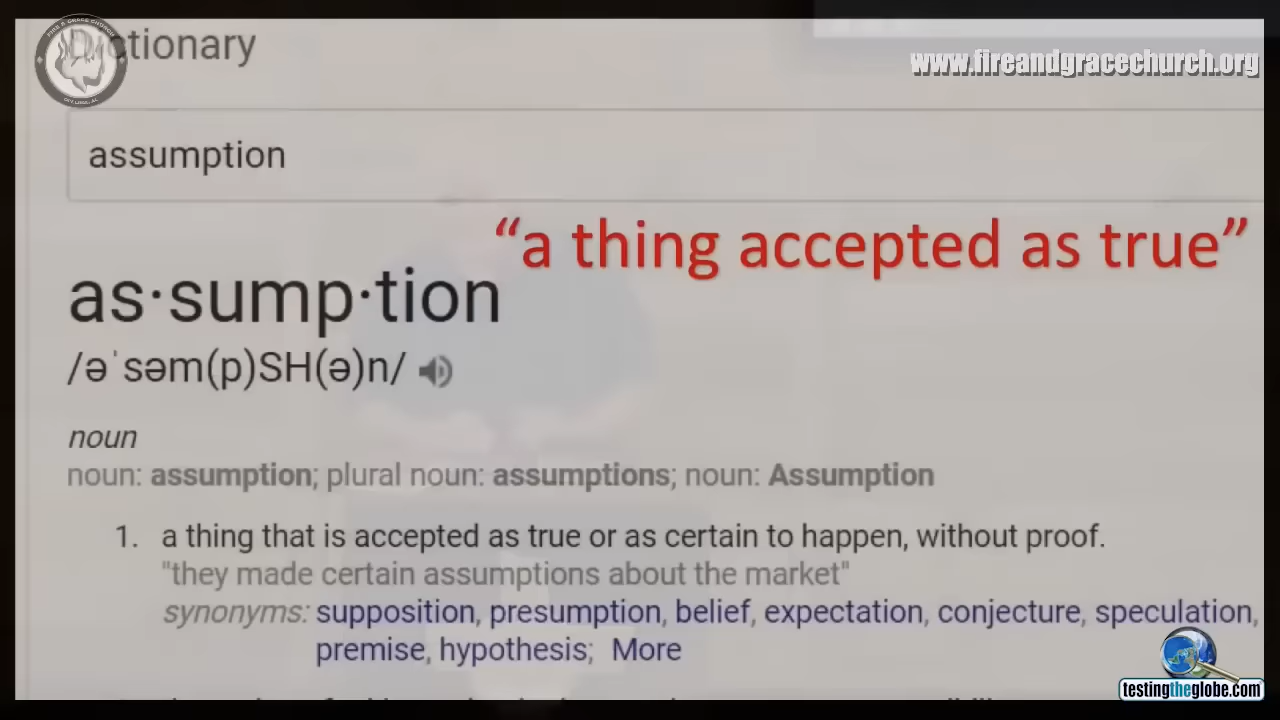 Dictionary
www.fireandgracechurch.org
assumption
“a thing accepted as true”
as·sump·tion
/əˈsəm(p)SH(ə)n/
noun
noun: assumption; plural noun: assumptions; noun: Assumption
1. a thing that is accepted as true or as certain to happen, without proof.
"they made certain assumptions about the market"
synonyms: supposition, presumption, belief, expectation, conjecture, speculation,
premise, hypothesis; More
testingtheglobe.com